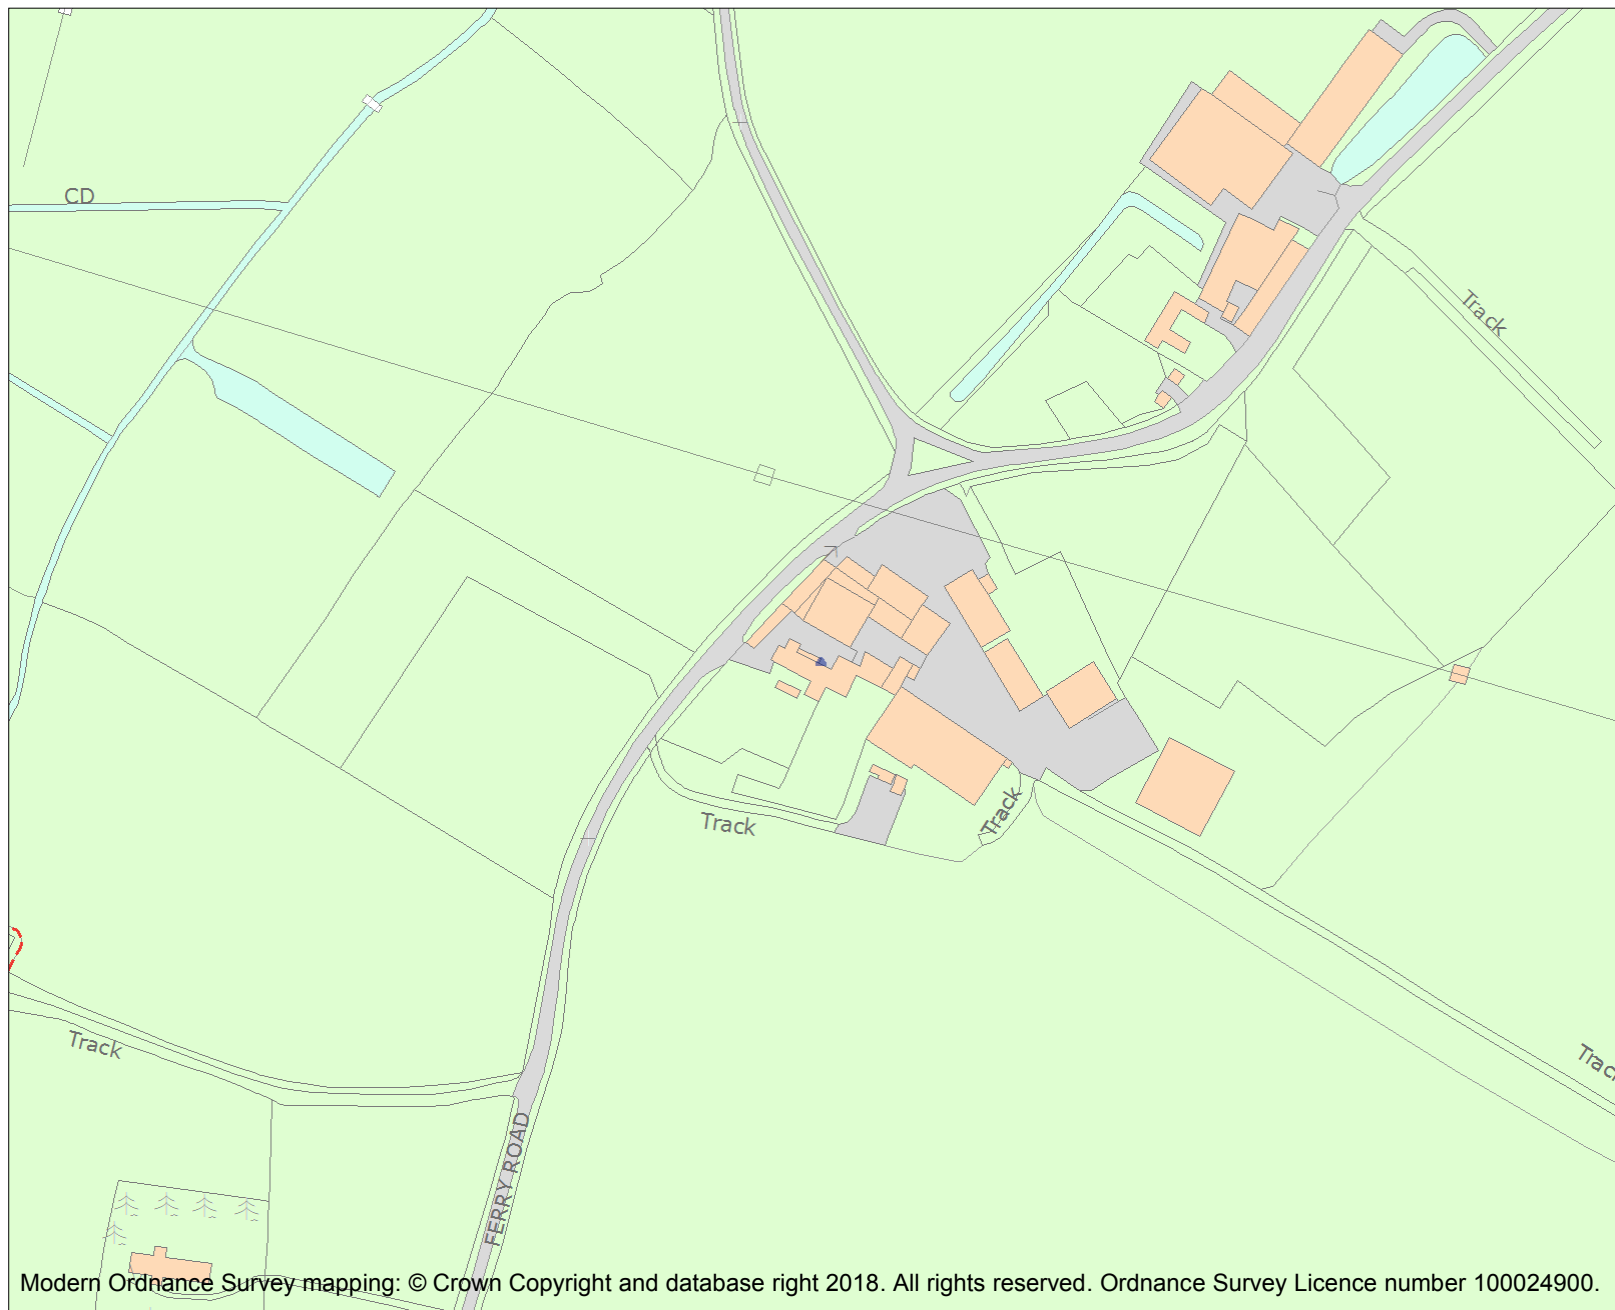 CD
Track
Track
Track
Track
Trac
FERRY ROAD
Modern Ordnance Survey mapping: © Crown Copyright and database right 2018. All rights reserved. Ordnance Survey Licence number 100024900.